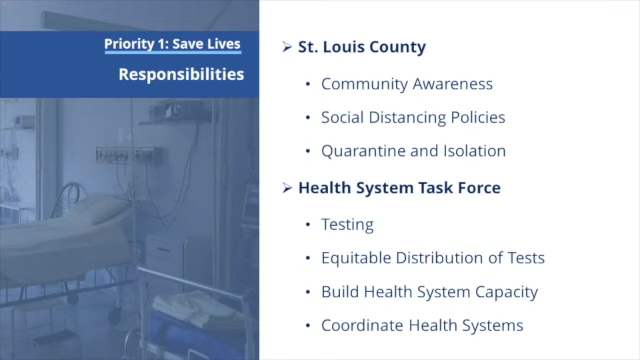 Priority 1: Save Lives
Responsibilities
➢ St. Louis County
• Community Awareness
• Social Distancing Policies
• Quarantine and Isolation
➢ Health System Task Force
• Testing
• Equitable Distribution of Tests
• Build Health System Capacity
• Coordinate Health Systems